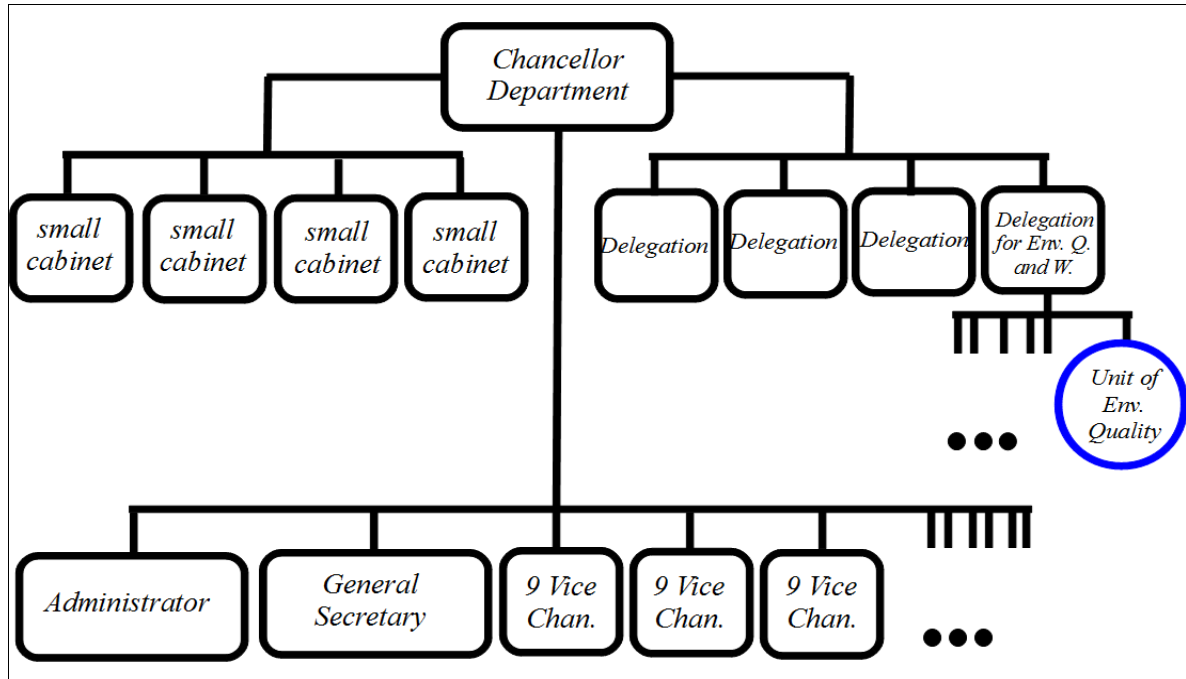 Chancellor
Department
small
cabinet
small
cabinet
small
cabinet
small
cabinet
Delegation
Delegation
Delegation
Delegation
for Env. Q.
and W.
Unit of
Env.
Quality
Administrator
General
Secretary
9 Vice
Chan.
9 Vice
Chan.
9 Vice
Chan.